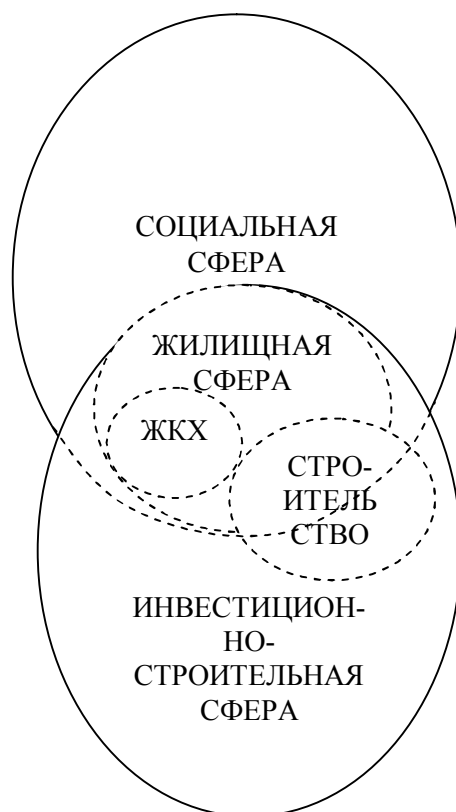 СОЦИАЛЬНАЯ
СФЕРА
ЖИЛИЩНАЯ
СФЕРА
ЖКХ
СТРО-
ИТЕЛЬ
СТВО
ИНВЕСТИЦИОН-
НО-
СТРОИТЕЛЬНАЯ
СФЕРА